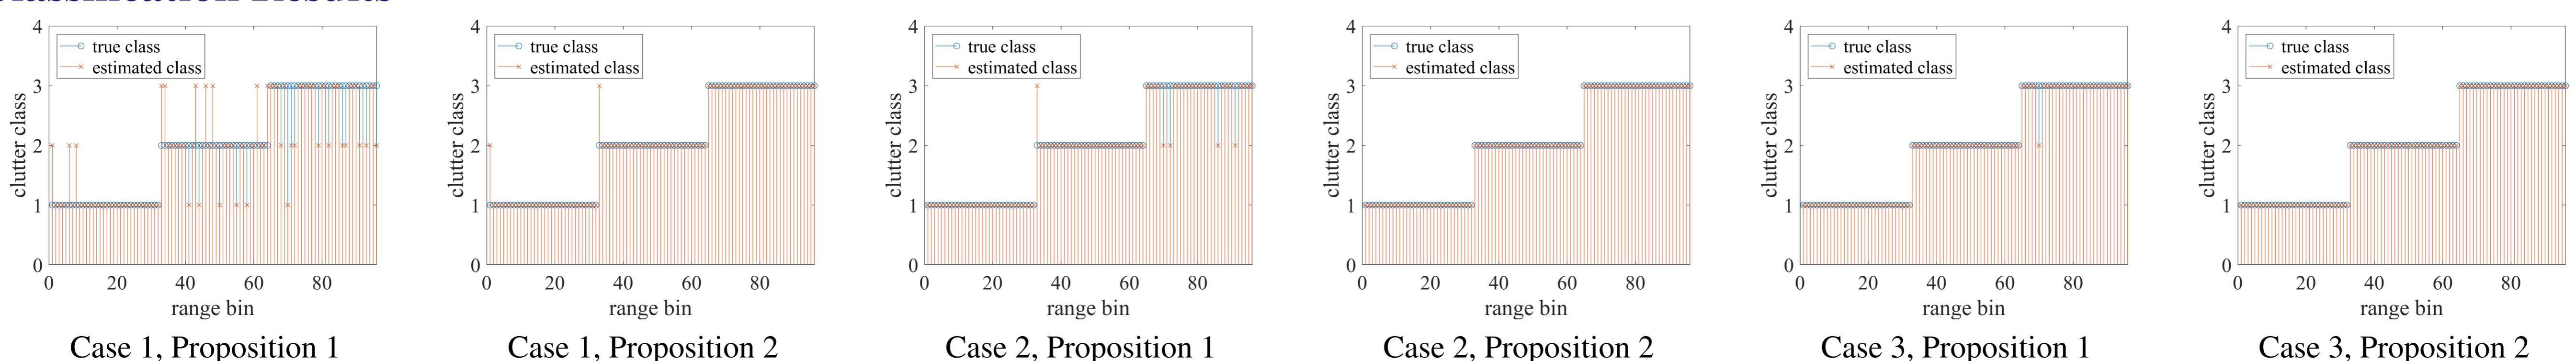 4
true class
estimated class
3
2
1
0
clutter class
0 20 40 60 80
range bin
Case 1, Proposition 1
4
true class
estimated class
3
2
1
0
clutter class
0 20 40 60 80
range bin
Case 1, Proposition 2
4
true class
estimated class
3
2
1
0
clutter class
0 20 40 60 80
range bin
Case 2, Proposition 1
4
true class
estimated class
3
2
1
0
clutter class
0 20 40 60 80
range bin
Case 2, Proposition 2
4
true class
estimated class
3
2
1
0
clutter class
0 20 40 60 80
range bin
Case 3, Proposition 1
4
true class
estimated class
3
2
1
0
clutter class
0 20 40 60 80
range bin
Case 3, Proposition 2